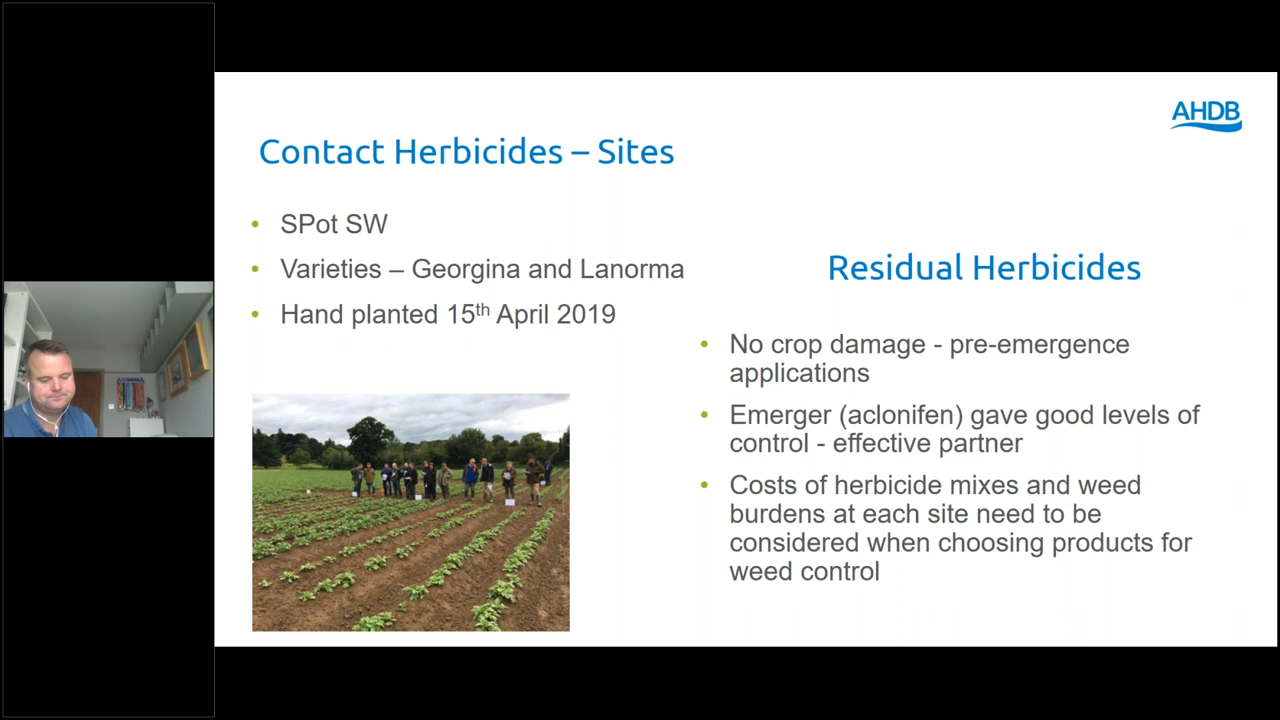 AHDB
Contact Herbicides – Sites
• SPot SW
• Varieties – Georgina and Lanorma
• Hand planted 15th April 2019
Residual Herbicides
• No crop damage - pre-emergence
applications
• Emerger (aclonifen) gave good levels of
control - effective partner
• Costs of herbicide mixes and weed
burdens at each site need to be
considered when choosing products for
weed control